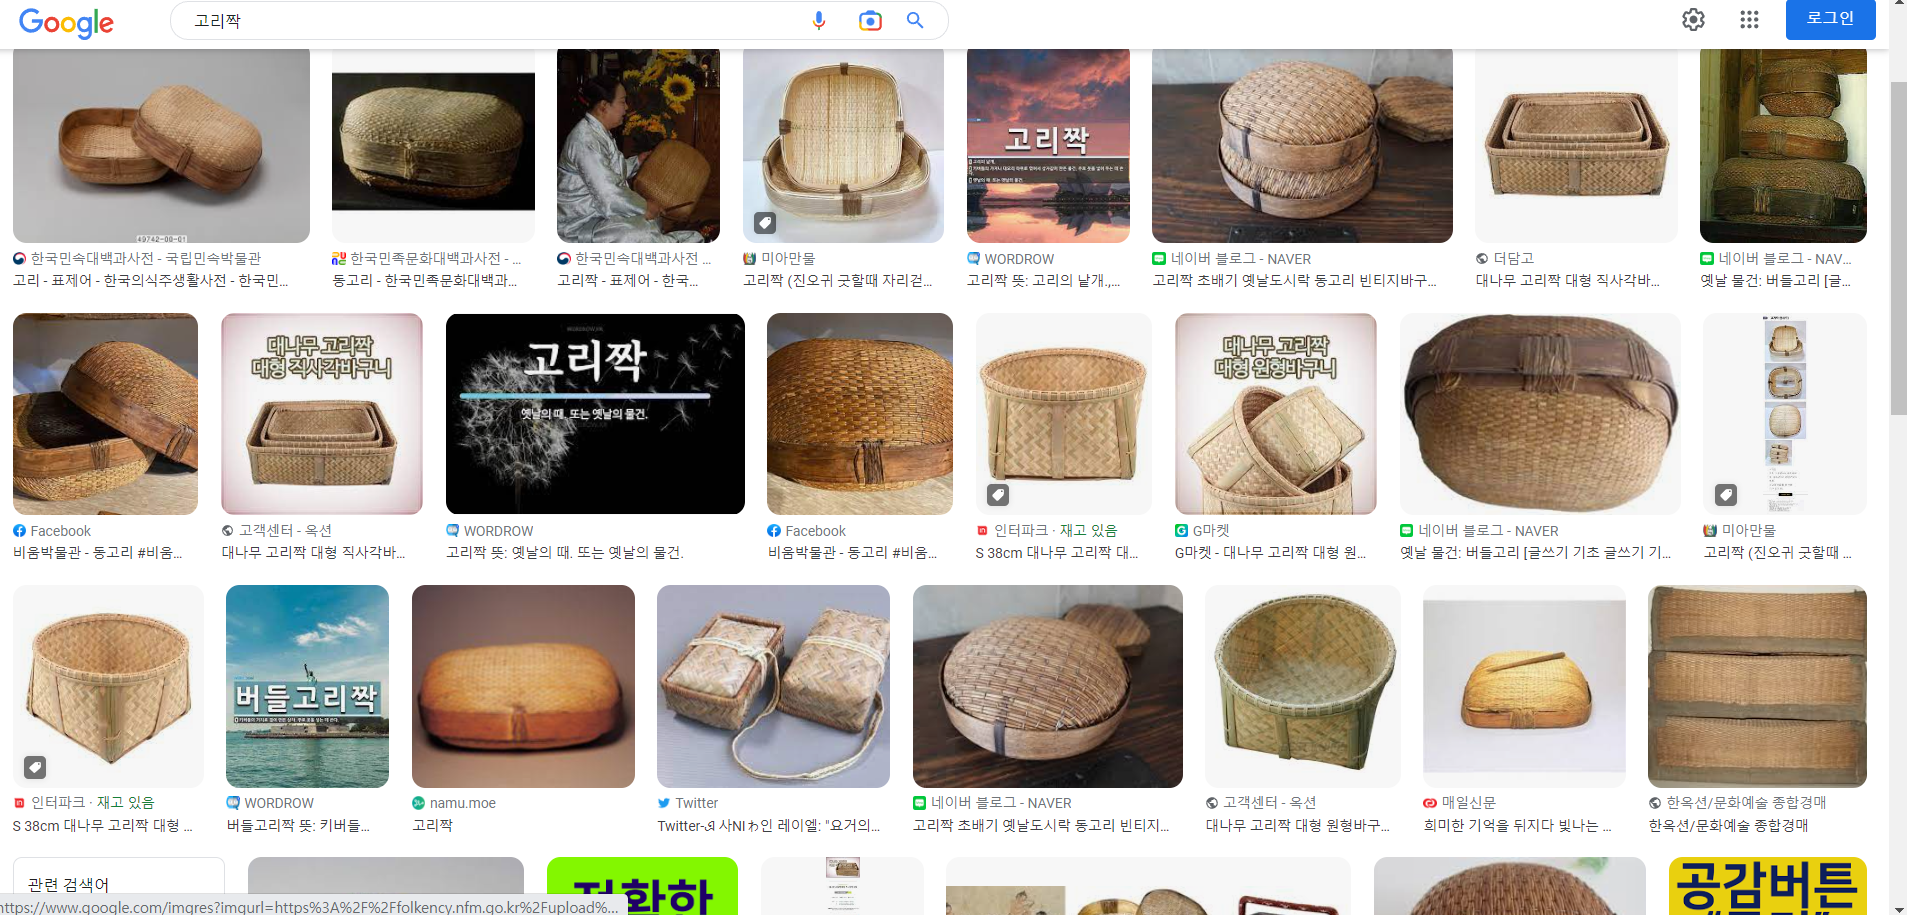 Google
고리짝
로그인
49742-00-01
고리짝
한국민속대백과사전 - 국립민속박물관
고리 - 표제어 - 한국의식주생활사전 - 한국민...
한국민족문화대백과사전 - ...
동고리 - 한국민족문화대백과...
한국민속대백과사전 ...
고리짝 - 표제어 - 한국...
미아만물
고리짝 (진오귀 굿할때 자리걷...
WORDROW
고리짝 뜻: 고리의 낱개.,...
네이버 블로그 - NAVER
고리짝 초배기 옛날도시락 동고리 빈티지바구...
더담고
대나무 고리짝 대형 직사각바...
네이버 블로그 - NAV...
옛날 물건: 버들고리 [글...
대나무 고리짝
대형 직사각바구니
고리짝
옛날의 때. 또는 옛날의 물건.
대나무 고리짝
대형 원형바구니
Facebook
비움박물관 - 동고리 #비움...
고객센터 - 옥션
대나무 고리짝 대형 직사각바...
WORDROW
고리짝 뜻: 옛날의 때. 또는 옛날의 물건.
Facebook
비움박물관 - 동고리 #비움...
인터파크 · 재고 있음
S 38cm 대나무 고리짝 대...
G마켓
G마켓 - 대나무 고리짝 대형 원...
네이버 블로그 - NAVER
옛날 물건: 버들고리 [글쓰기 기초 글쓰기 기...
미아만물
고리짝 (진오귀 굿할때 ...
버들고리짝
인터파크 · 재고 있음
S 38cm 대나무 고리짝 대형 ...
WORDROW
버들고리짝 뜻: 키버들...
namu.moe
고리짝
Twitter
네이버 블로그 - NAVER
고리짝 초배기 옛날도시락 동고리 빈티지...
고객센터 - 옥션
대나무 고리짝 대형 원형바구...
매일신문
희미한 기억을 뒤지다 빛나는 ...
한옥션/문화예술 종합경매
한옥션/문화예술 종합경매
관련 검색어
공감버튼
https://www.google.com/imgres?imgurl=https%3A%2F%2Ffolkency.nfm.go.kr%2Fupload%...